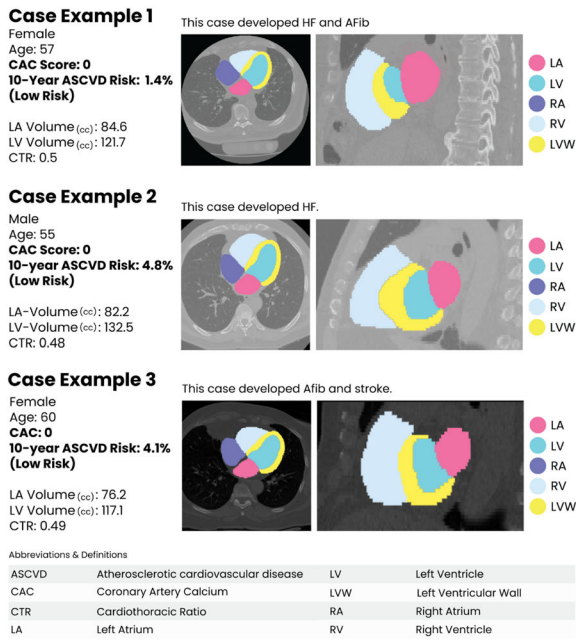 Case Example 1
This case developed HF and AFib
Female
Age: 57
CAC Score: 0
10-Year ASCVD Risk: 1.4%
(Low Risk)
LA Volume (cc): 84.6
LV Volume (cc): 121.7
CTR: 0.5
LA
LV
RA
RV
LVW
Case Example 2
This case developed HF.
Male
Age: 55
CAC Score: 0
10-year ASCVD Risk: 4.8%
(Low Risk)
LA-Volume (cc): 82.2
LV-Volume (cc): 132.5
CTR: 0.48
LA
LV
RA
RV
LVW
Case Example 3
This case developed Afib and stroke.
Female
Age: 60
CAC: 0
10-year ASCVD Risk: 4.1%
(Low Risk)
LA Volume (cc): 76.2
LV Volume (cc): 117.1
CTR: 0.49
LA
LV
RA
RV
LVW
Abbreviations & Definitions
ASCVD Atherosclerotic cardiovascular disease LV Left Ventricle
CAC Coronary Artery Calcium LVW Left Ventricular Wall
CTR Cardiothoracic Ratio RA Right Atrium
LA Left Atrium RV Right Ventricle